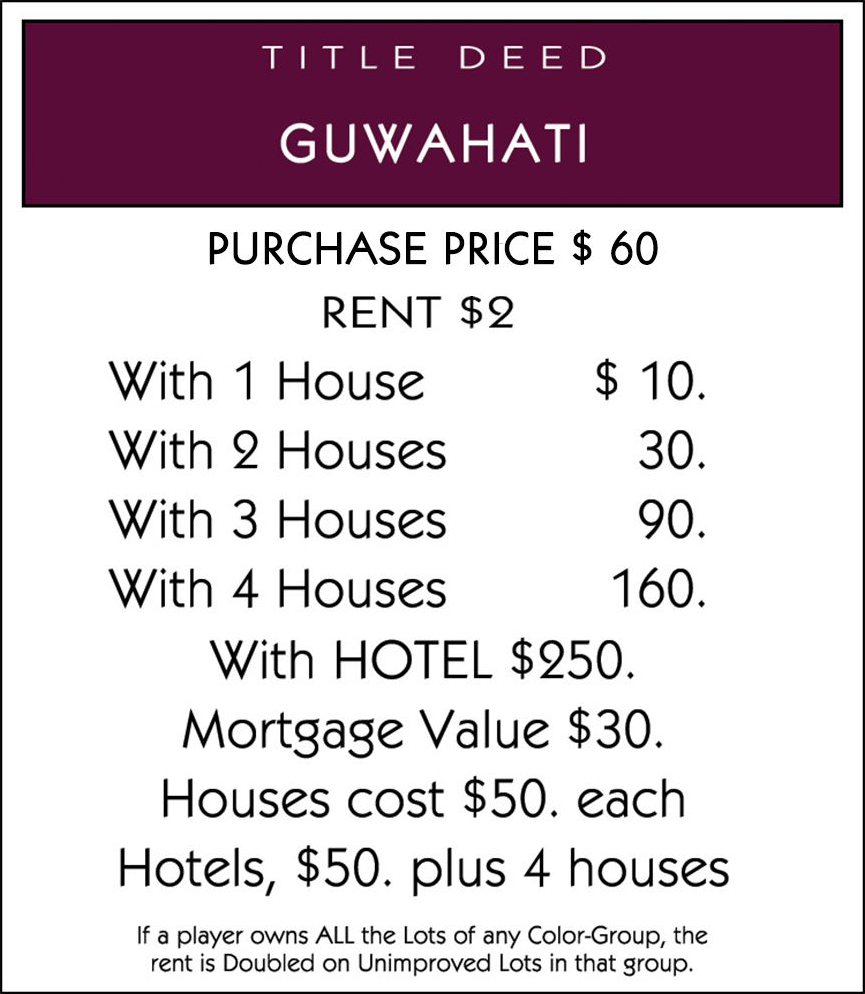 TITLE DEED
GUWAHATI
PURCHASE PRICE $ 60
RENT $2
With 1 House $ 10.
With 2 Houses 30.
With 3 Houses 90.
With 4 Houses 160.
With HOTEL $250.
Mortgage Value $30.
Houses cost $50. each
Hotels, $50. plus 4 houses
If a player owns ALL the Lots of any Color-Group, the
rent is Doubled on Unimproved Lots in that group.